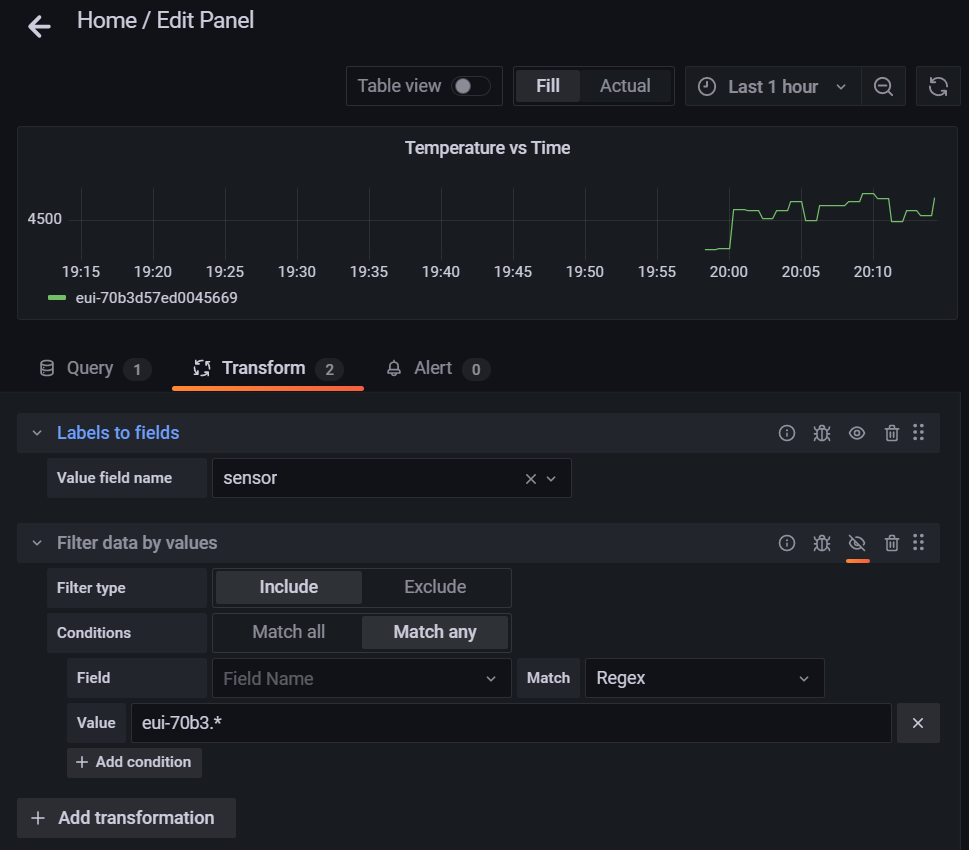 Home / Edit Panel
Table view Fill Actual Last 1 hour
Temperature vs Time
4500
19:15 19:20 19:25 19:30 19:35 19:40 19:45 19:50 19:55 20:00 20:05 20:10
eui-70b3d57ed0045669
Query 1 Transform 2 Alert 0
Labels to fields
Value field name sensor
Filter data by values
Filter type Include Exclude
Conditions Match all Match any
Field Field Name Match Regex
Value eui-70b3.*
+ Add condition
+ Add transformation